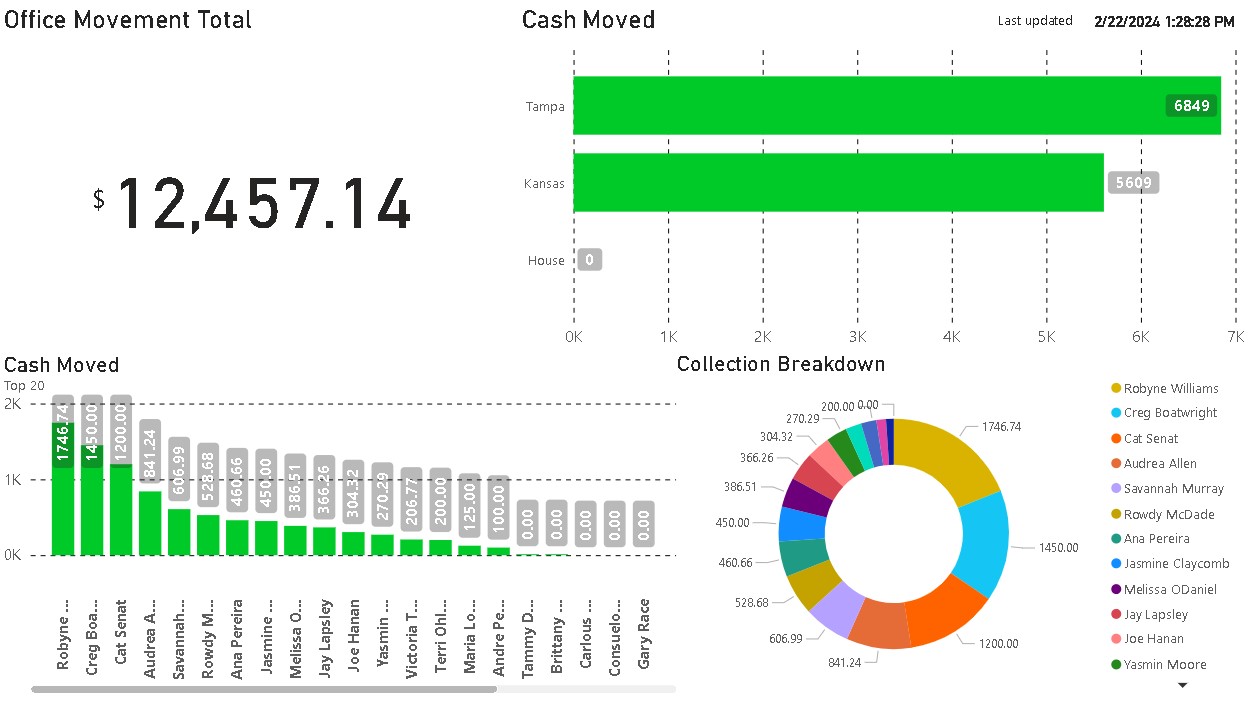 Office Movement Total
$ 12,457.14
Cash Moved
Last updated 2/22/2024 1:28:28 PM
Tampa 6849
Kansas 5609
House 0
0K 1K 2K 3K 4K 5K 6K 7K
Cash Moved
Top 20
2K
1K
0K
1746.74 1450.00 1200.00 841.24 606.99 528.68 460.66 450.00 386.51 366.26 304.32 270.29 206.77 200.00 125.00 100.00 0.00 0.00 0.00 0.00 0.00
Robyne ...
Creg Boa...
Cat Senat
Audrea A...
Savannah...
Rowdy M...
Ana Pereira
Jasmine ...
Melissa O...
Jay Lapsley
Joe Hanan
Yasmin ...
Victoria T...
Terri Ohl...
Maria Lo...
Andre Pe...
Tammy D...
Brittany ...
Carlous ...
Consuelo...
Gary Race
Collection Breakdown
1746.74
1450.00
1200.00
841.24
606.99
528.68
460.66
450.00
386.51
366.26
304.32
270.29
200.00
0.00
Robyne Williams
Creg Boatwright
Cat Senat
Audrea Allen
Savannah Murray
Rowdy McDade
Ana Pereira
Jasmine Claycomb
Melissa ODaniel
Jay Lapsley
Joe Hanan
Yasmin Moore